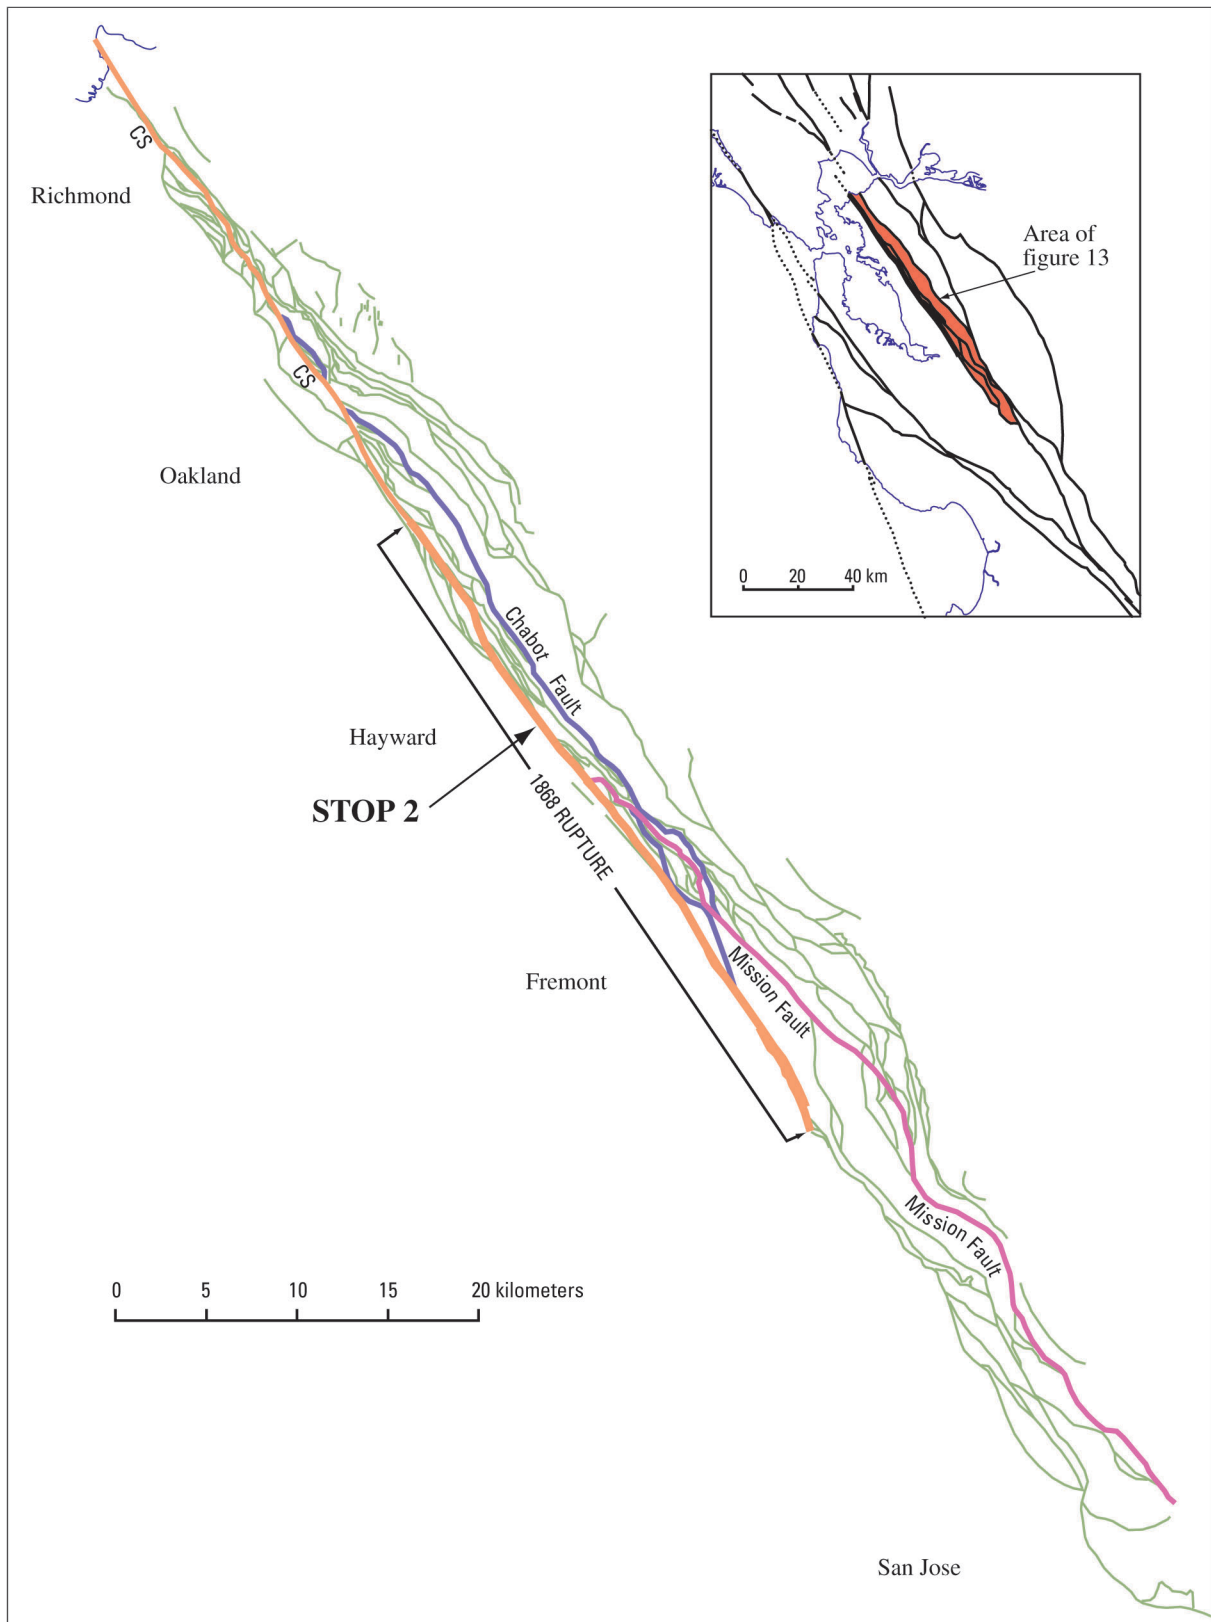 CS
Richmond
Area of
figure 13
CS
Oakland
0 20 40 km
Chabot Fault
Hayward
STOP 2
1868 RUPTURE
Fremont
Mission Fault
Mission Fault
0 5 10 15 20 kilometers
San Jose